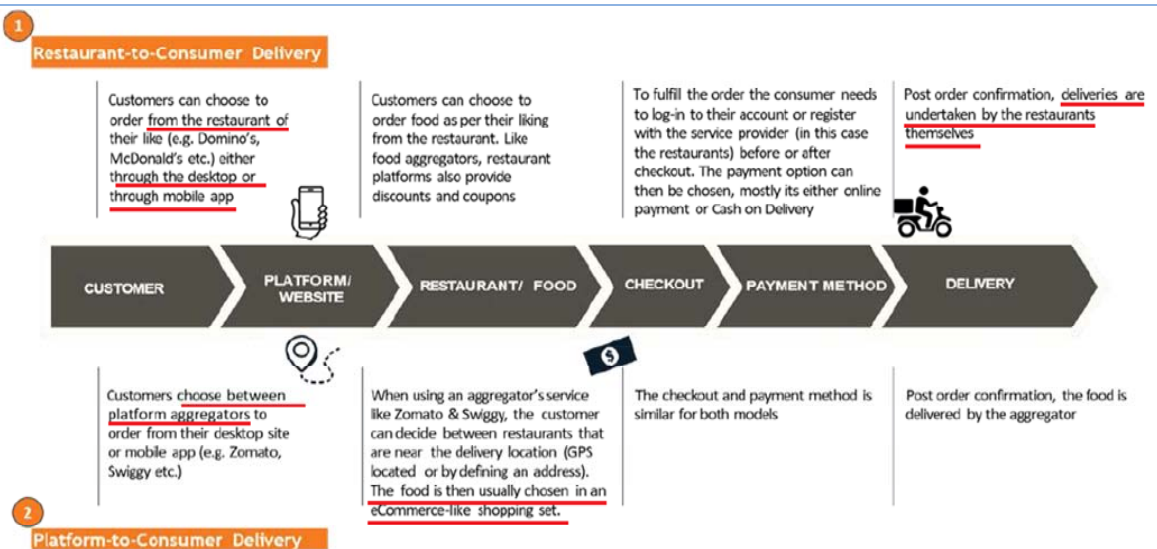 1
Restaurant-to-Consumer Delivery
Customers can choose to
order from the restaurant of
their like (e.g. Domino's,
McDonald's etc.) either
through the desktop or
through mobile app
Customers can choose to
order food as per their liking
from the restaurant. Like
food aggregators, restaurant
platforms also provide
discounts and coupons
To fulfill the order the consumer needs
to log-in to their account or register
with the service provider (in this case
the restaurants) before or after
checkout. The payment option can
then be chosen, mostly its either online
payment or Cash on Delivery
Post order confirmation, deliveries are
undertaken by the restaurants
themselves
CUSTOMER
PLATFORM/
WEBSITE
RESTAURANT/ FOOD
CHECKOUT
PAYMENT METHOD
DELIVERY
$
Customers choose between
platform aggregators to
order from their desktop site
or mobile app (e.g. Zomato,
Swiggy etc.)
When using an aggregator's service
like Zomato & Swiggy, the customer
can decide between restaurants that
are near the delivery location (GPS
located or by defining an address).
The food is then usually chosen in an
eCommerce-like shopping set.
The checkout and payment method is
similar for both models
Post order confirmation, the food is
delivered by the aggregator
2
Platform-to-Consumer Delivery